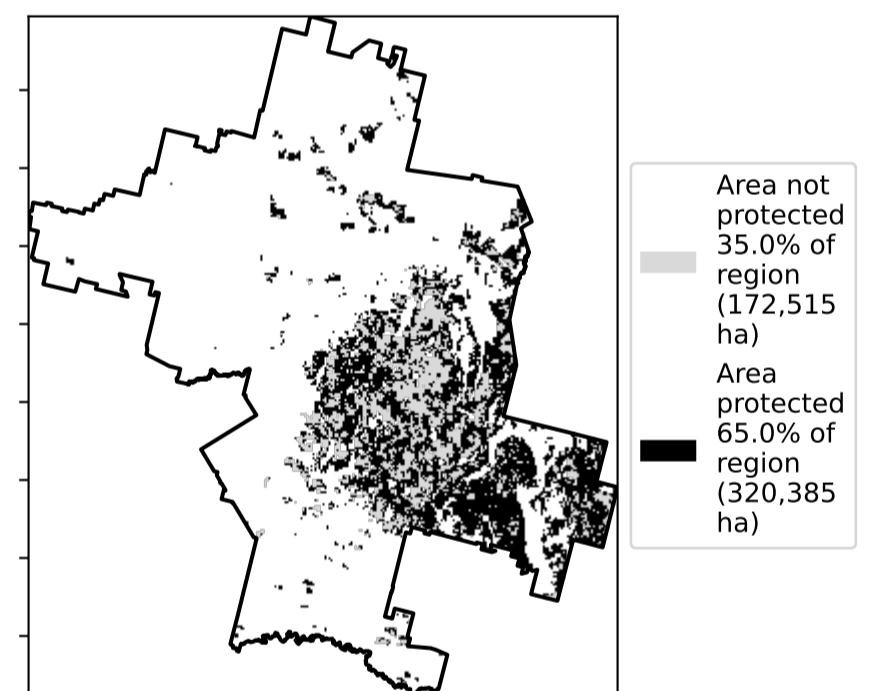 Area not
protected
35.0% of
region
(172,515
ha)
Area
protected
65.0% of
region
(320,385
ha)